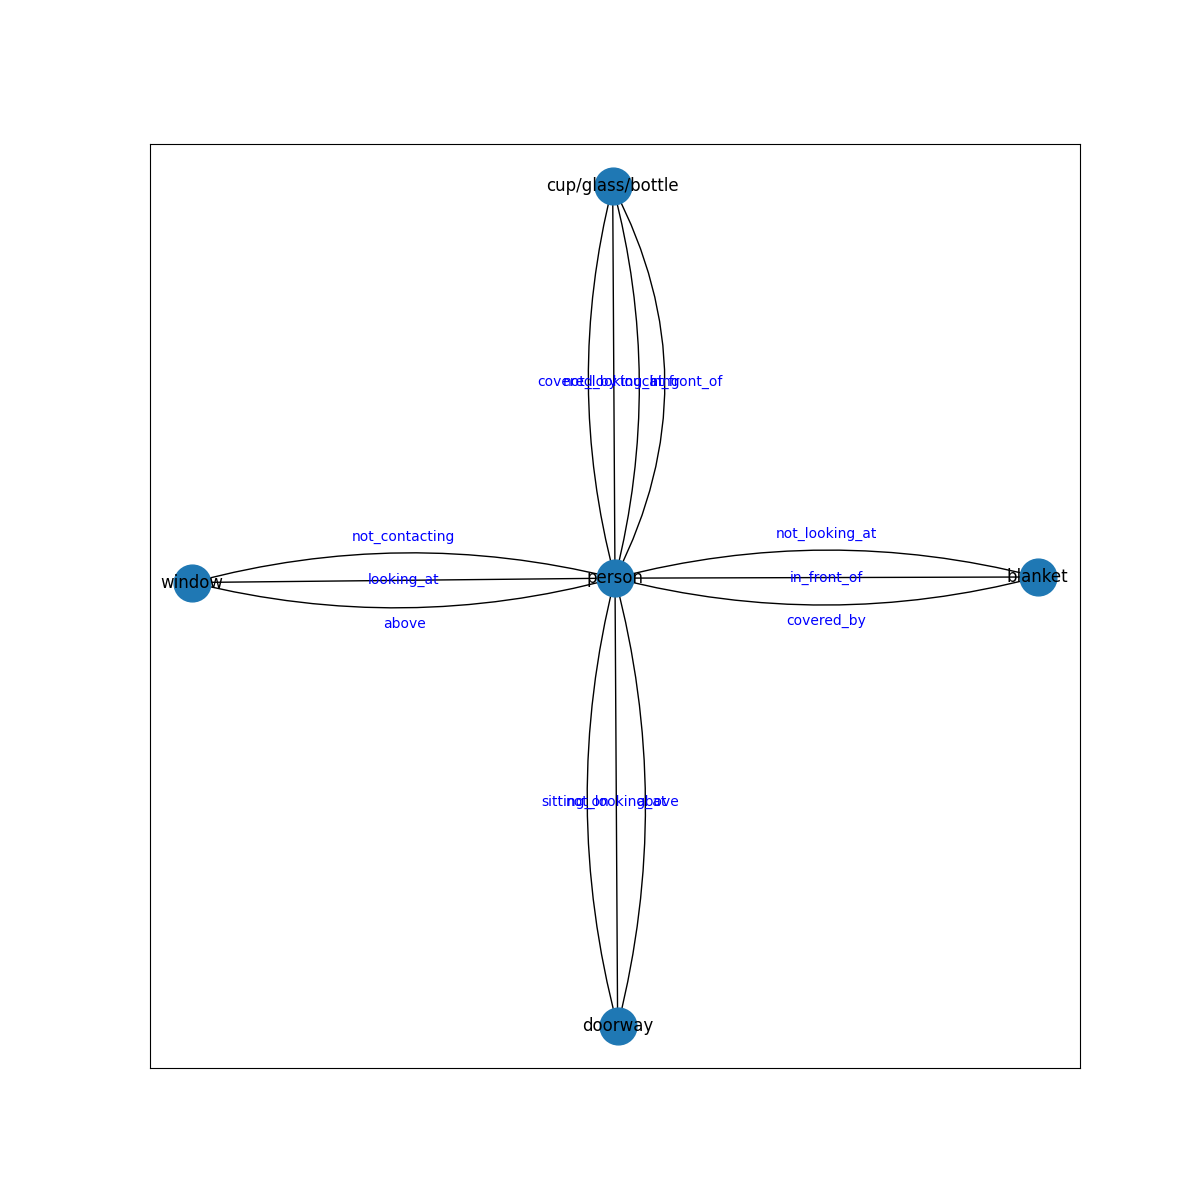 cup/glass/bottle
covered_by
not_looking_at
touching
in_front_of
not_contacting
not_looking_at
window
looking_at
person
in_front_of
blanket
above
covered_by
sitting_on
not_looking_at
above
doorway